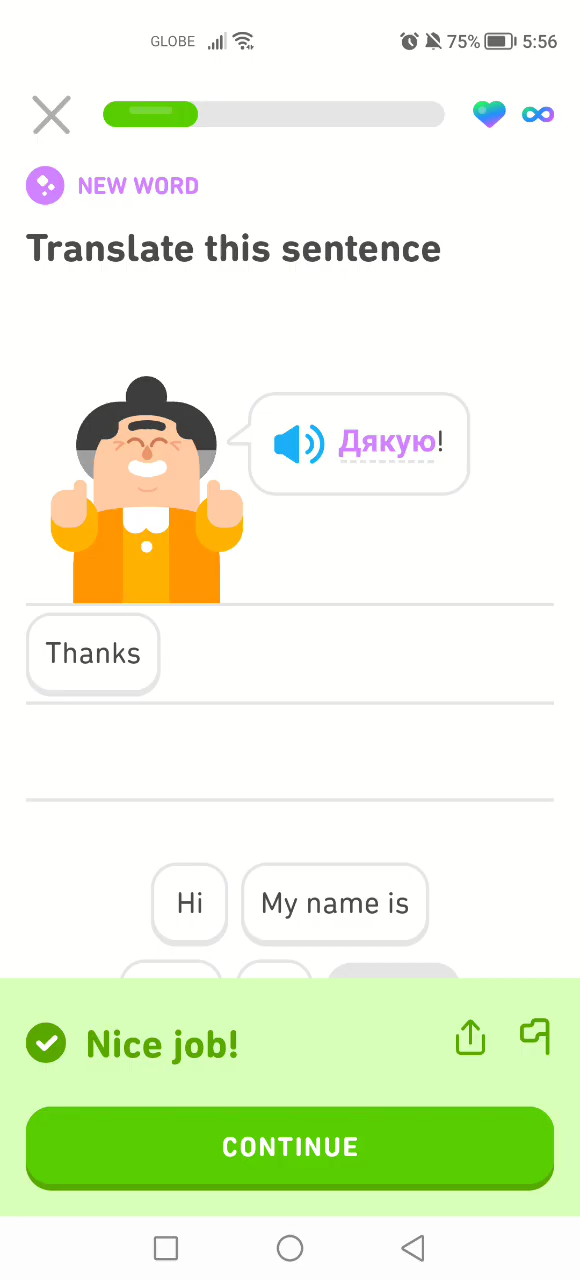 GLOBE 75% 5:56
NEW WORD
Translate this sentence
Дякую!
Thanks
Hi My name is
Nice job!
CONTINUE